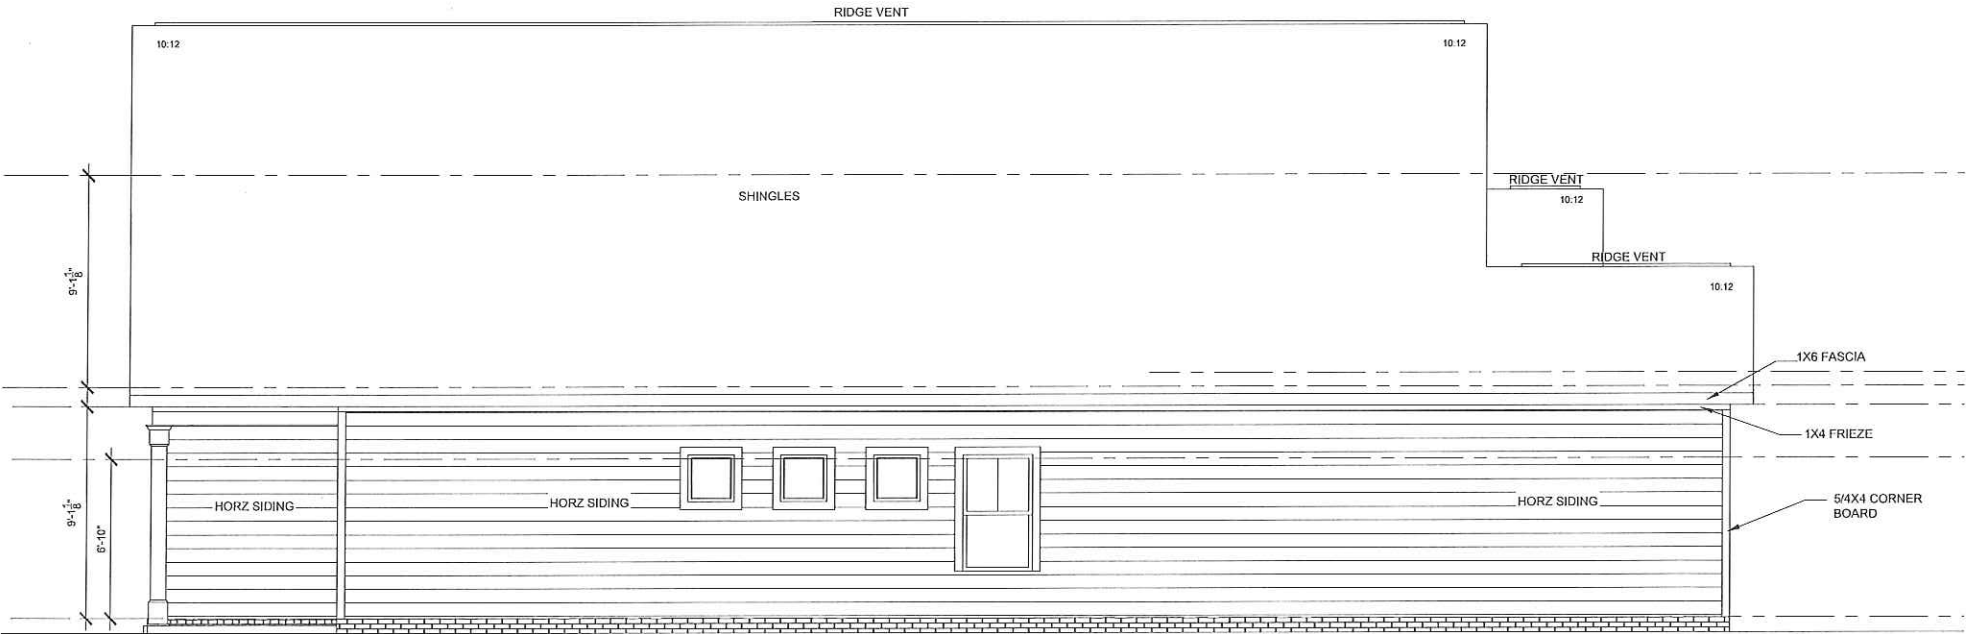 RIDGE VENT
10:12
10:12
RIDGE VENT
10:12
SHINGLES
RIDGE VENT
10:12
9'-1 1/8"
1X6 FASCIA
1X4 FRIEZE
9'-1 1/8"
6'-10"
HORZ SIDING
HORZ SIDING
HORZ SIDING
5/4X4 CORNER
BOARD